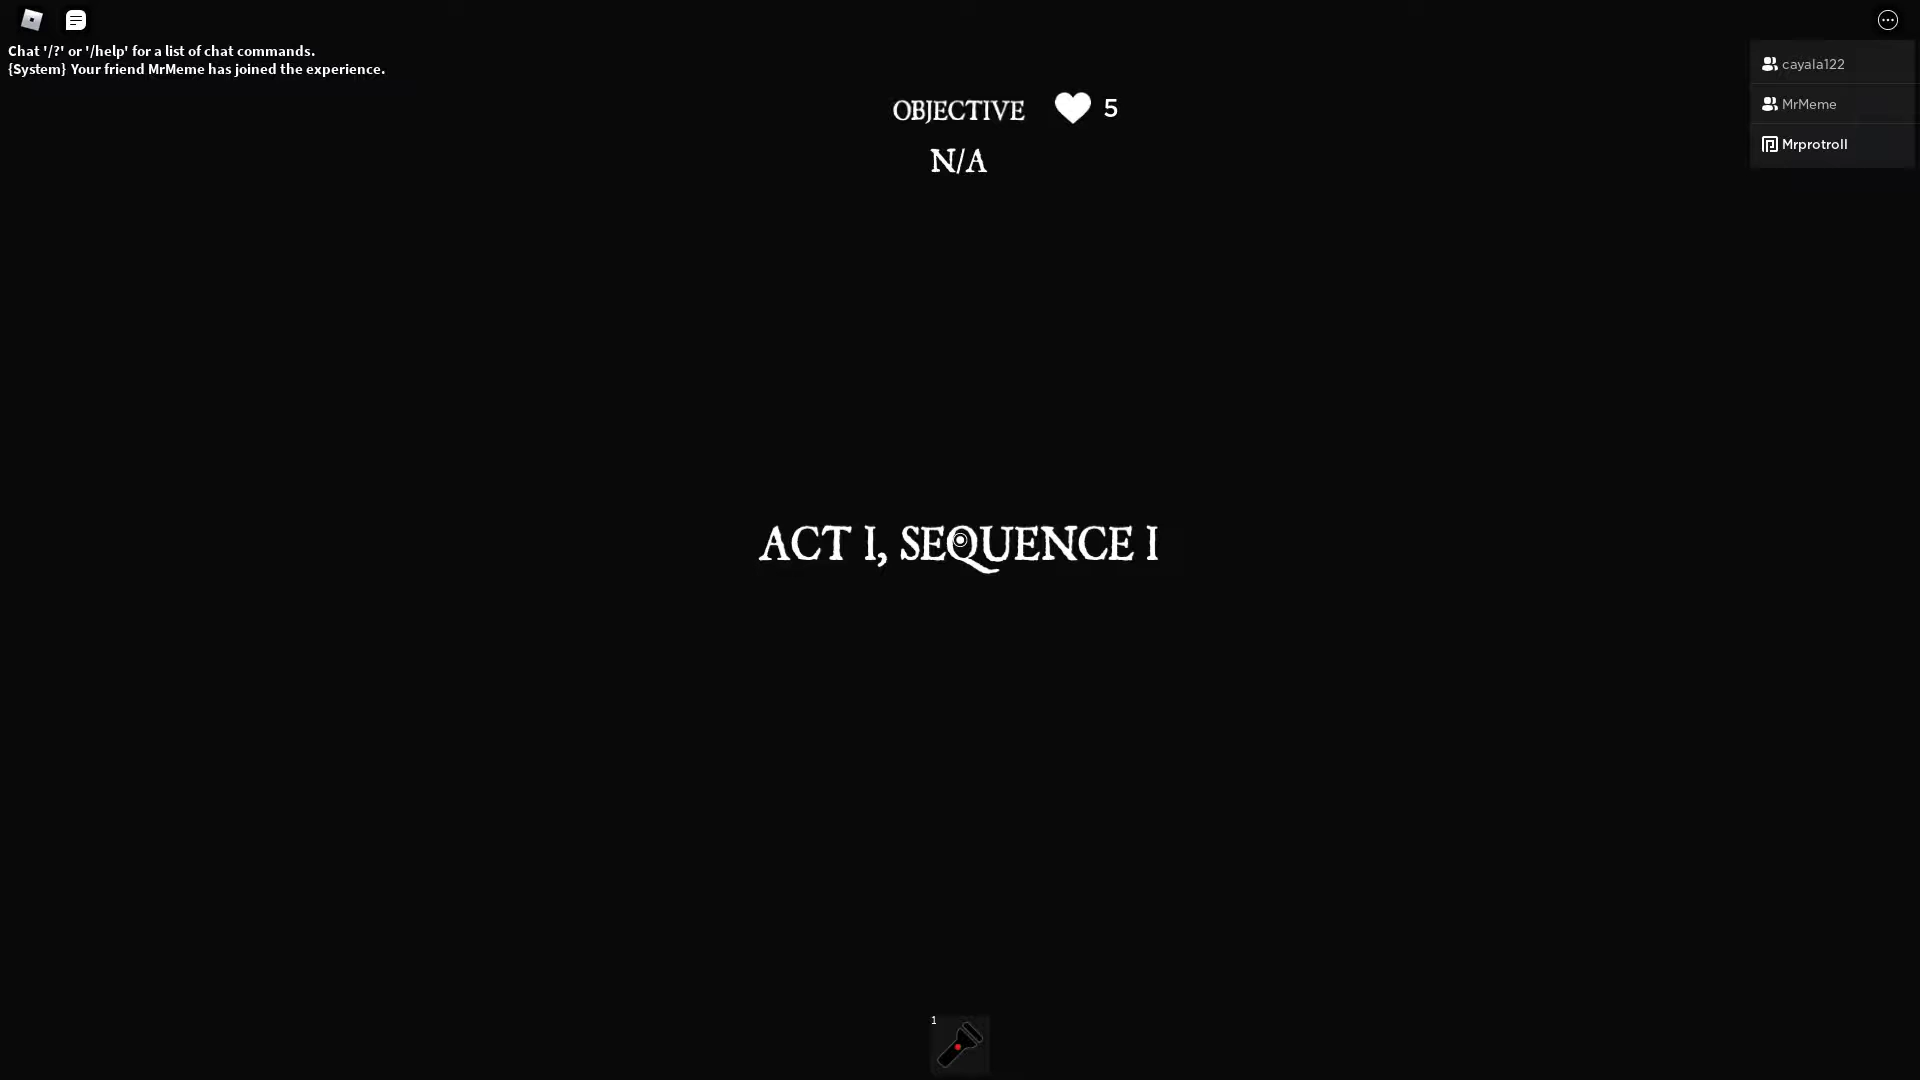 Chat '/?' or '/help' for a list of chat commands.
{System} Your friend MrMeme has joined the experience.
cayala122
MrMeme
Mrprotroll
OBJECTIVE 5
N/A
ACT I, SEQUENCE I
1